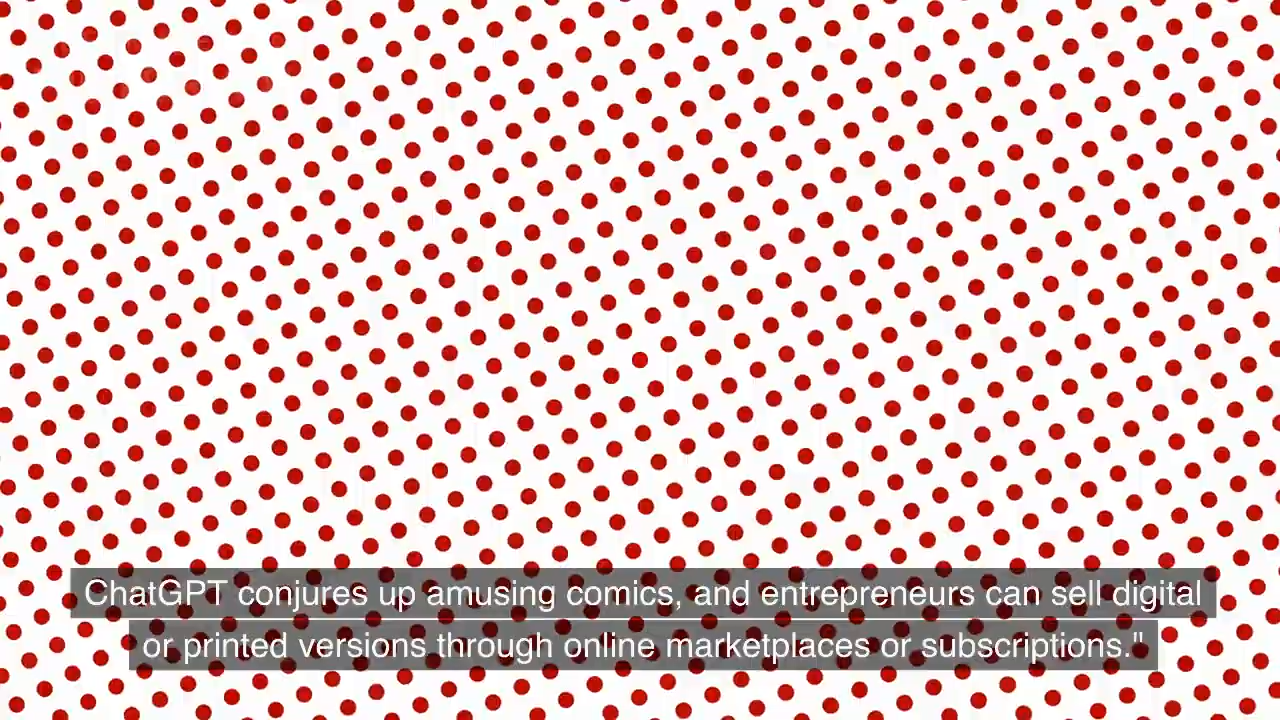 ChatGPT conjures up amusing comics, and entrepreneurs can sell digital
or printed versions through online marketplaces or subscriptions."